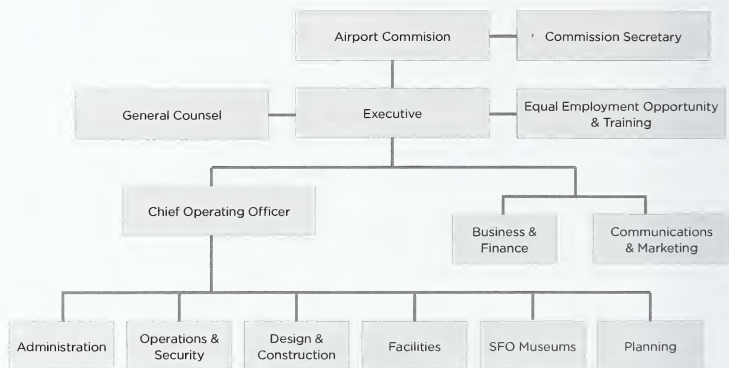 Airport Commision
Commission Secretary
General Counsel
Executive
Equal Employment Opportunity
& Training
Chief Operating Officer
Business &
Finance
Communications
& Marketing
Administration
Operations &
Security
Design &
Construction
Facilities
SFO Museums
Planning